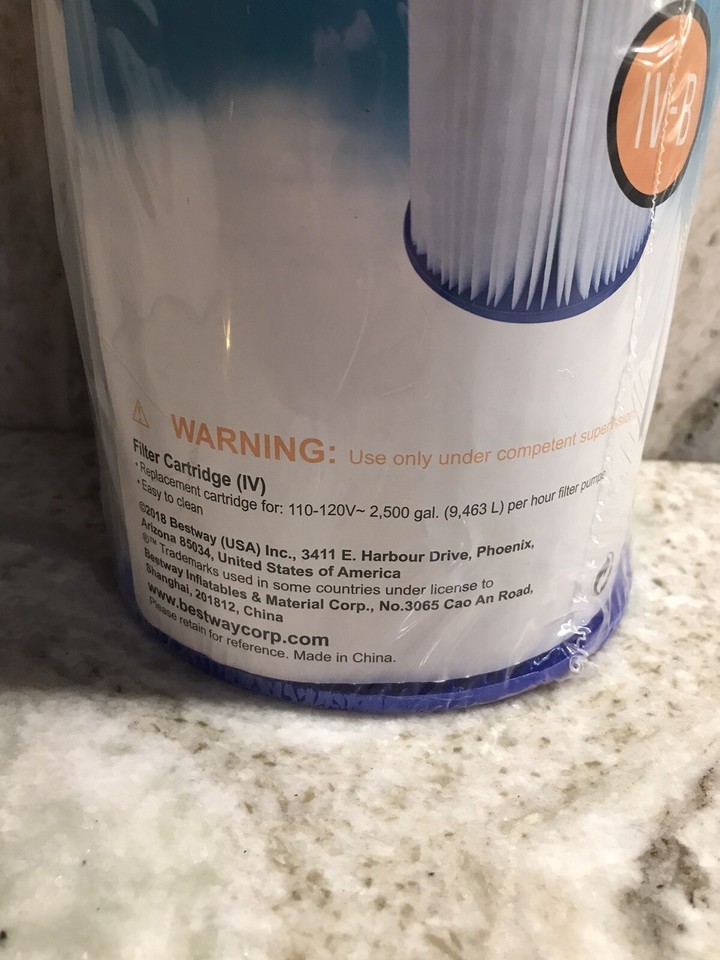 IV-B
⚠ WARNING: Use only under competent supervision
Filter Cartridge (IV)
• Replacement cartridge for: 110-120V~ 2,500 gal. (9,463 L) per hour filter pumps
• Easy to clean
©2018 Bestway (USA) Inc., 3411 E. Harbour Drive, Phoenix,
Arizona 85034, United States of America
®™ Trademarks used in some countries under license to
Bestway Inflatables & Material Corp., No.3065 Cao An Road,
Shanghai, 201812, China
www.bestwaycorp.com
Please retain for reference. Made in China.